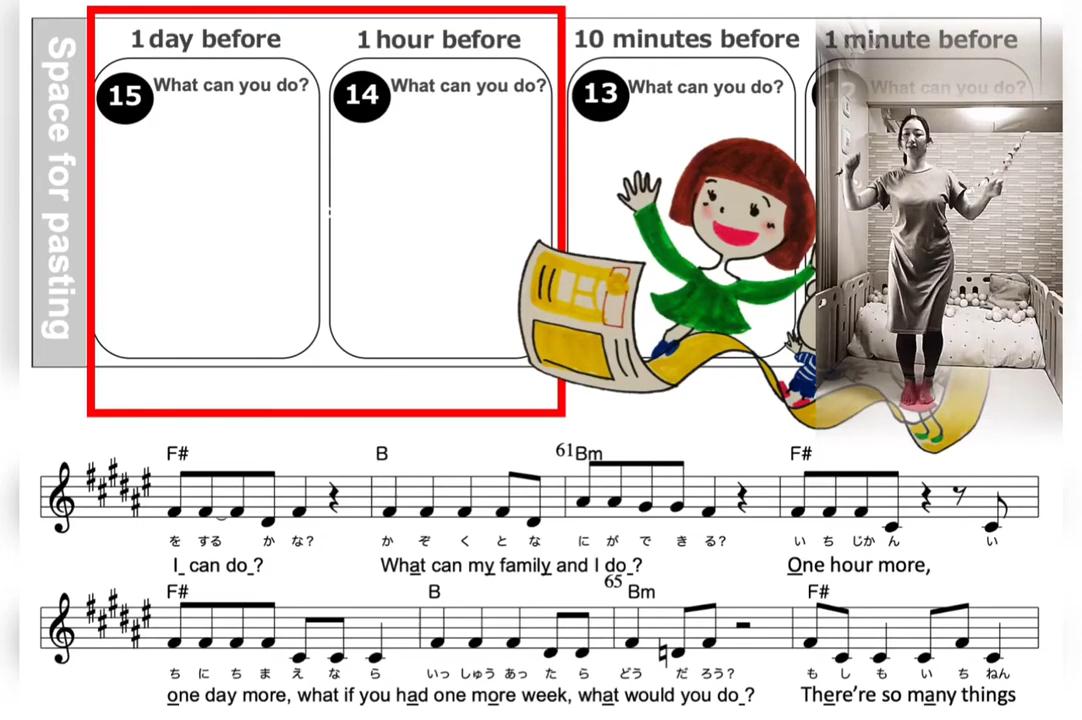 Space for pasting
1 day before
1 hour before
10 minutes before
1 minute before
15 What can you do?
14 What can you do?
13 What can you do?
12 What can you do?
F# B 61 Bm F#
を する か な? か ぞ く と な に が で き る? い ち じか ん い
I can do ? What can my family and I do ? One hour more,
F# B 65 Bm F#
ち に ち ま え な ら いっ しゅう あっ た ら どう だ ろう? も し も い ち ねん
one day more, what if you had one more week, what would you do ? There're so many things